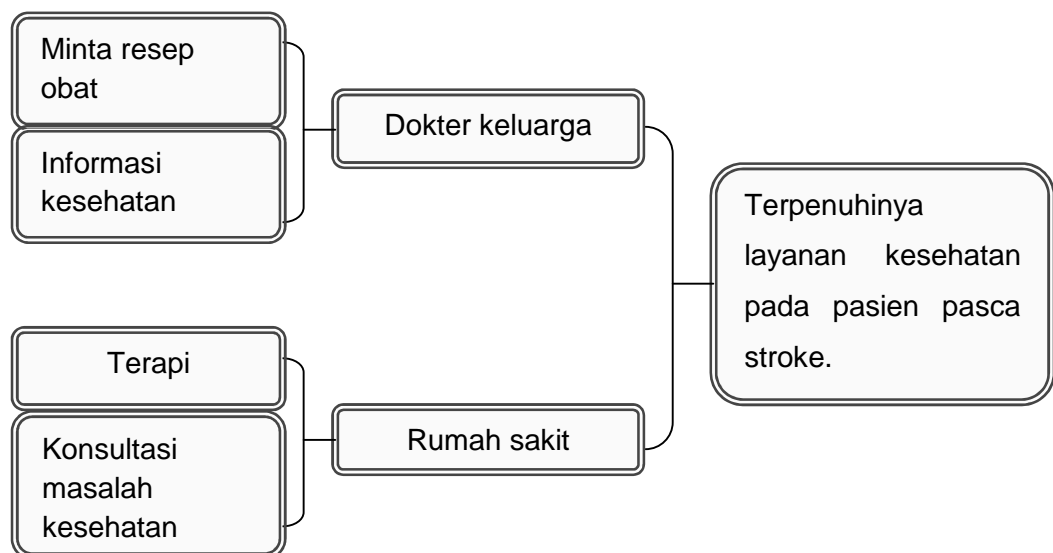 Minta resep
obat
Informasi
kesehatan
Dokter keluarga
Terapi
Konsultasi
masalah
kesehatan
Rumah sakit
Terpenuhinya
layanan kesehatan
pada pasien pasca
stroke.